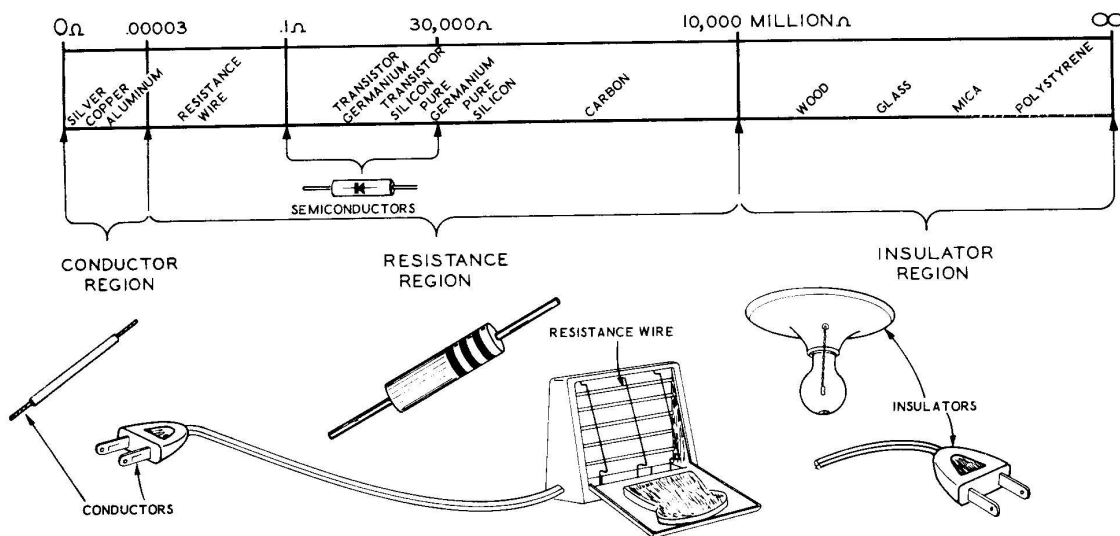 0Ω .00003 .1Ω 30,000Ω 10,000 MILLIONΩ ∞
SILVER
COPPER
ALUMINUM
RESISTANCE
WIRE
TRANSISTOR
GERMANIUM
TRANSISTOR
SILICON
PURE
GERMANIUM
PURE
SILICON
CARBON
WOOD
GLASS
MICA
POLYSTYRENE
SEMICONDUCTORS
CONDUCTOR
REGION
RESISTANCE
REGION
INSULATOR
REGION
RESISTANCE WIRE
INSULATORS
CONDUCTORS